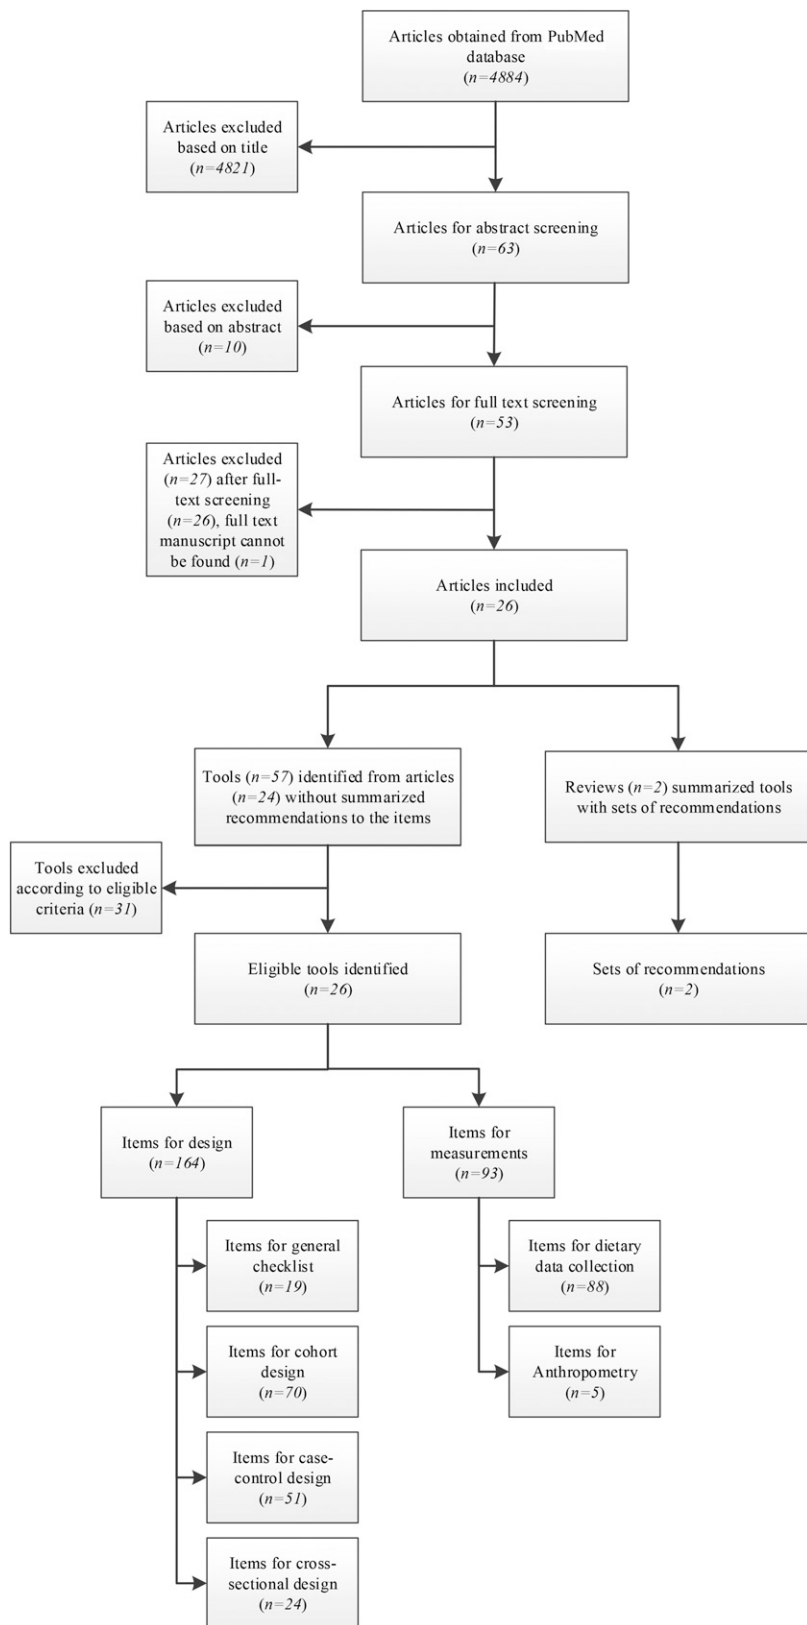 Articles obtained from PubMed
database
(n=4884)
Articles excluded
based on title
(n=4821)
Articles for abstract screening
(n=63)
Articles excluded
based on abstract
(n=10)
Articles for full text screening
(n=53)
Articles excluded
(n=27) after full-
text screening
(n=26), full text
manuscript cannot
be found (n=1)
Articles included
(n=26)
Tools (n=57) identified from articles
(n=24) without summarized
recommendations to the items
Reviews (n=2) summarized tools
with sets of recommendations
Tools excluded
according to eligible
criteria (n=31)
Eligible tools identified
(n=26)
Sets of recommendations
(n=2)
Items for design
(n=164)
Items for
measurements
(n=93)
Items for general
checklist
(n=19)
Items for dietary
data collection
(n=88)
Items for cohort
design
(n=70)
Items for
Anthropometry
(n=5)
Items for case-
control design
(n=51)
Items for cross-
sectional design
(n=24)